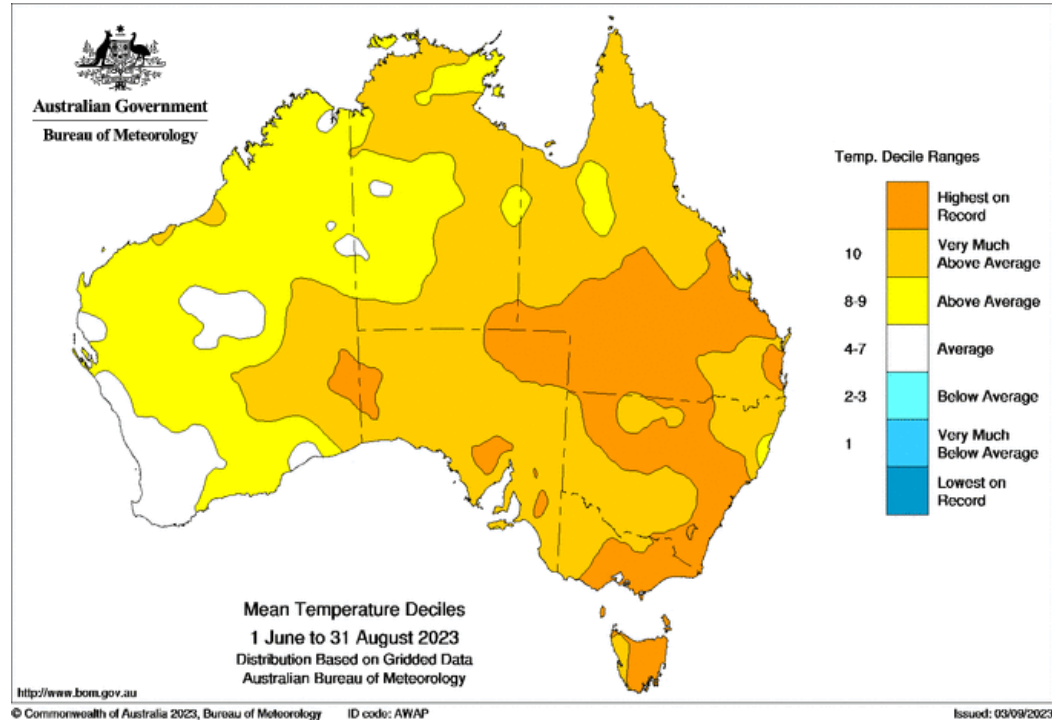 Australian Government
Bureau of Meteorology
Temp. Decile Ranges
Highest on
Record
10
Very Much
Above Average
8-9
Above Average
4-7
Average
2-3
Below Average
1
Very Much
Below Average
Lowest on
Record
Mean Temperature Deciles
1 June to 31 August 2023
Distribution Based on Gridded Data
Australian Bureau of Meteorology
http://www.bom.gov.au
© Commonwealth of Australia 2023, Bureau of Meteorology ID code: AWAP Issued: 03/09/2023